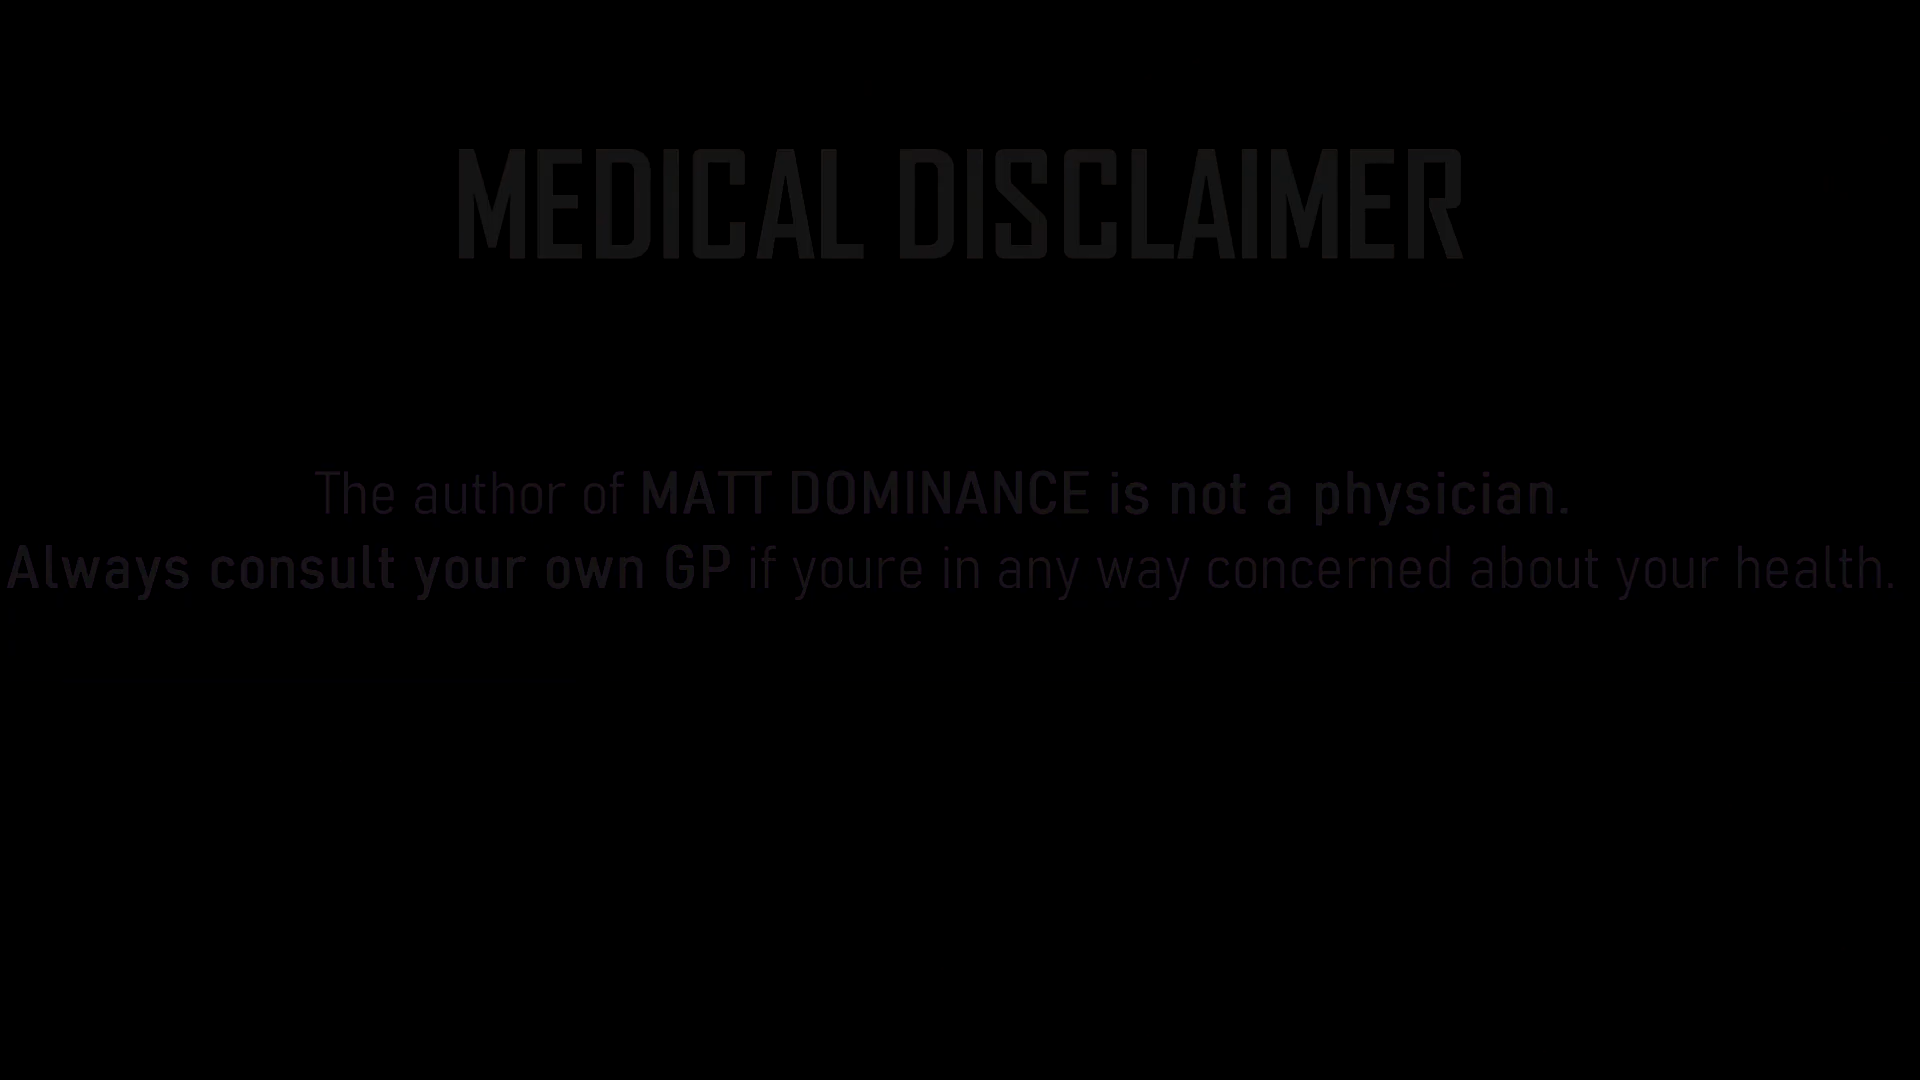 MEDICAL DISCLAIMER
The author of MATT DOMINANCE is not a physician.
Always consult your own GP if youre in any way concerned about your health.